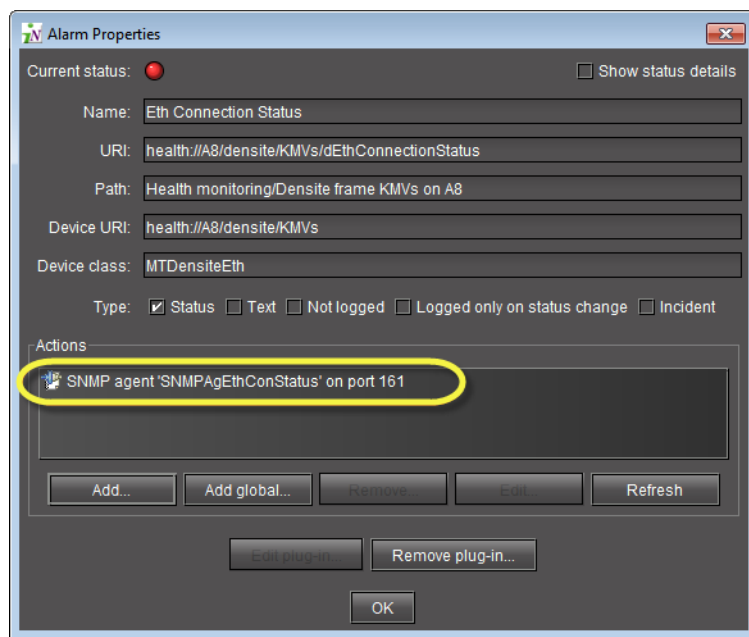 Alarm Properties
Current status:
Show status details
Name: Eth Connection Status
URI: health://A8/densite/KMVs/dEthConnectionStatus
Path: Health monitoring/Densite frame KMVs on A8
Device URI: health://A8/densite/KMVs
Device class: MTDensiteEth
Type: Status Text Not logged Logged only on status change Incident
Actions
SNMP agent 'SNMPAgEthConStatus' on port 161
Add... Add global... Remove... Edit... Refresh
Edit plug-in... Remove plug-in...
OK